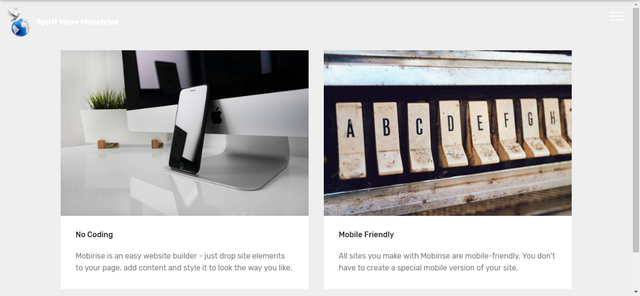 Spirit Move Ministries
A B C D E F G H
No Coding
Mobirise is an easy website builder - just drop site elements
to your page, add content and style it to look the way you like.
Mobile Friendly
All sites you make with Mobirise are mobile-friendly. You don't
have to create a special mobile version of your site.